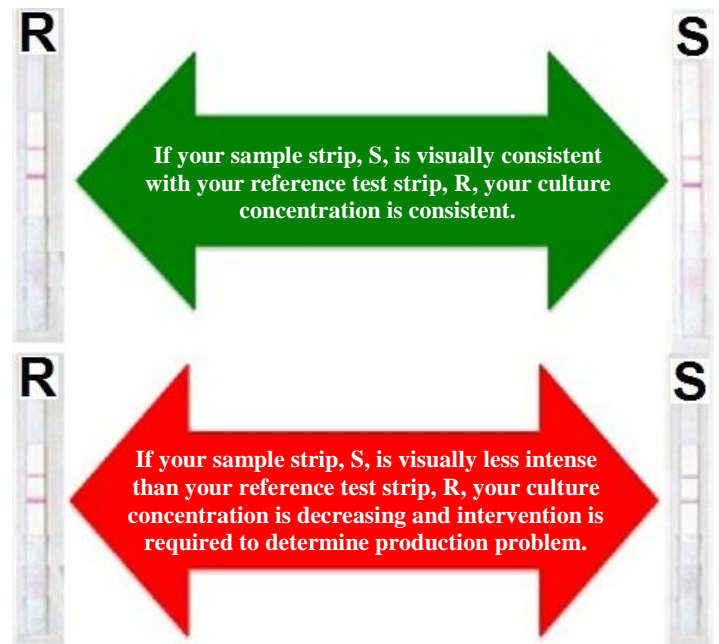 R
S
If your sample strip, S, is visually consistent
with your reference test strip, R, your culture
concentration is consistent.
R
S
If your sample strip, S, is visually less intense
than your reference test strip, R, your culture
concentration is decreasing and intervention is
required to determine production problem.